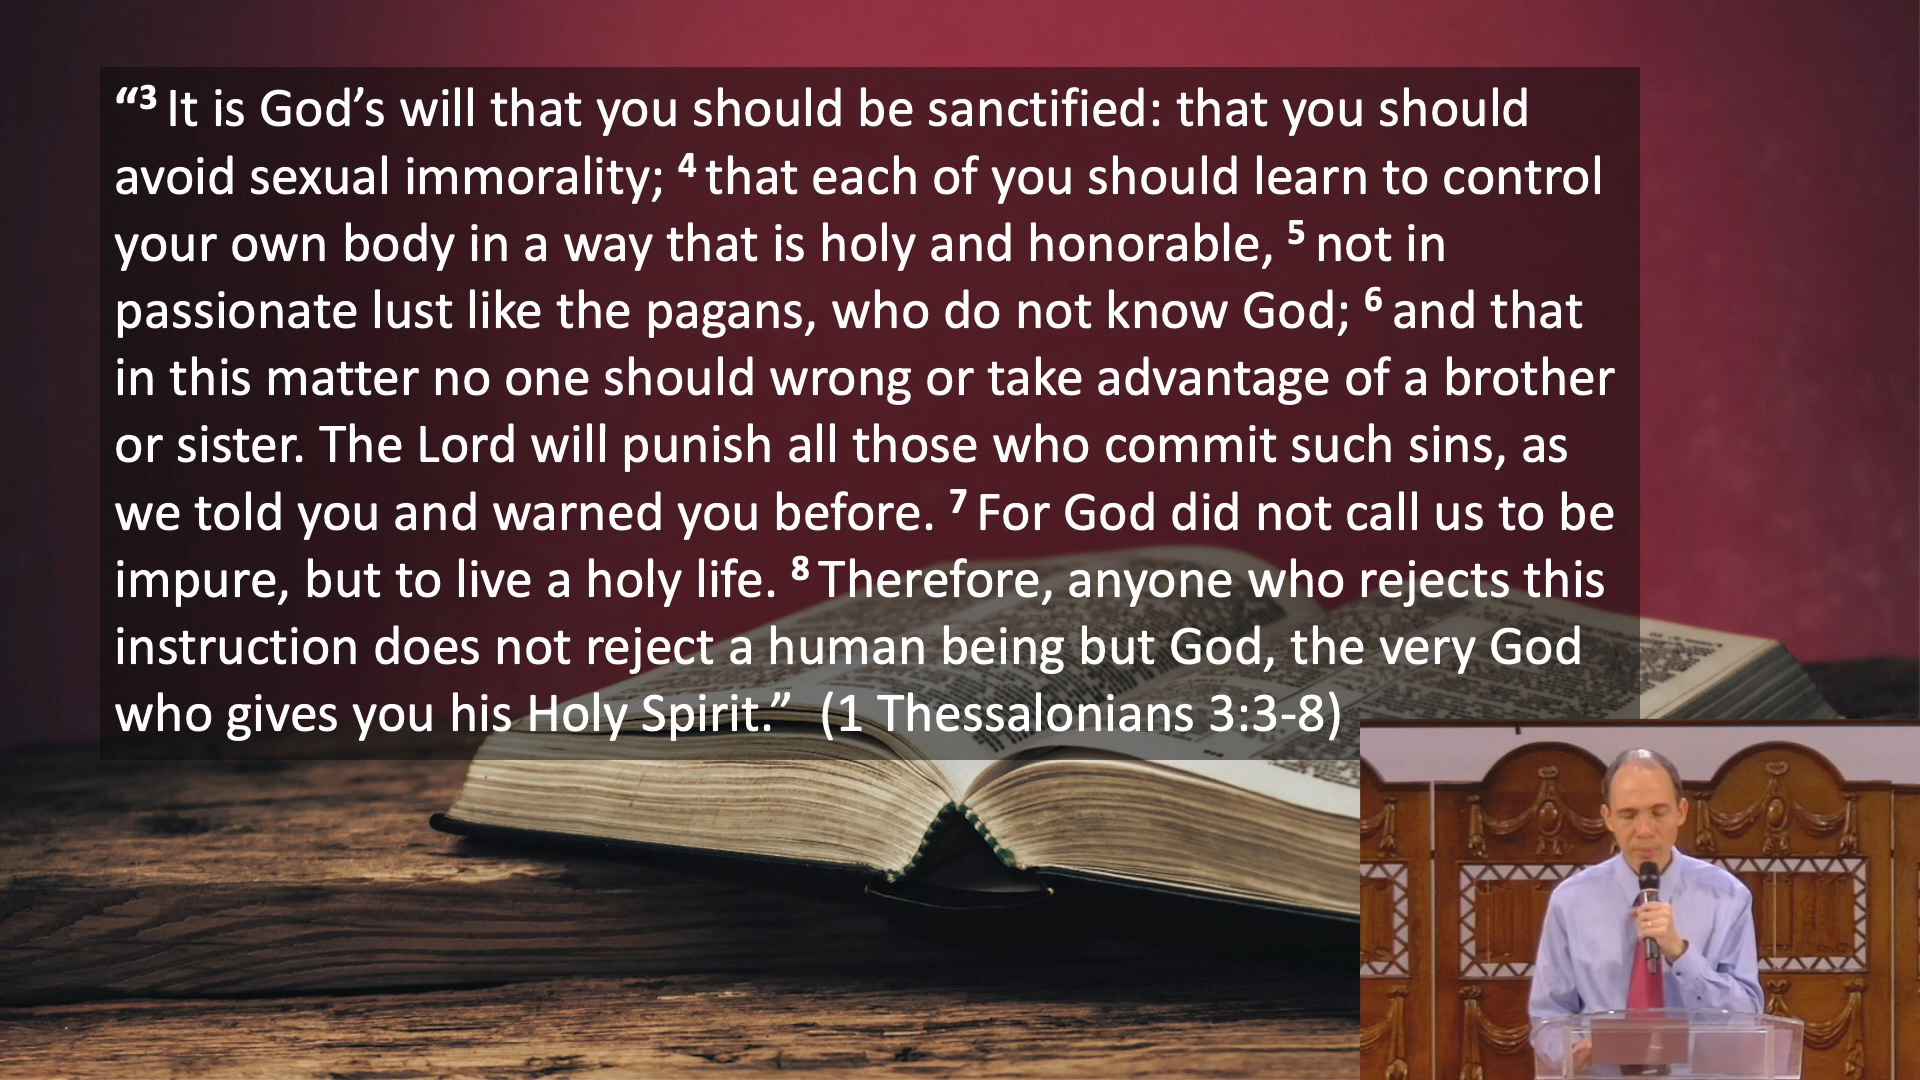 “³ It is God’s will that you should be sanctified: that you should
avoid sexual immorality; ⁴ that each of you should learn to control
your own body in a way that is holy and honorable, ⁵ not in
passionate lust like the pagans, who do not know God; ⁶ and that
in this matter no one should wrong or take advantage of a brother
or sister. The Lord will punish all those who commit such sins, as
we told you and warned you before. ⁷ For God did not call us to be
impure, but to live a holy life. ⁸ Therefore, anyone who rejects this
instruction does not reject a human being but God, the very God
who gives you his Holy Spirit.”  (1 Thessalonians 3:3-8)